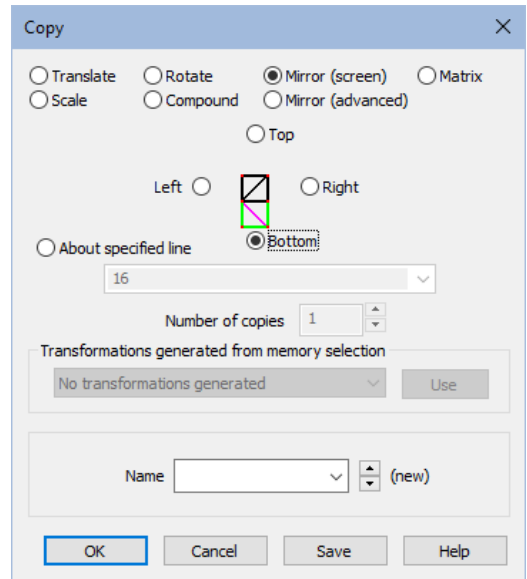 Copy
Translate Rotate Mirror (screen) Matrix
Scale Compound Mirror (advanced)
Top
Left Right
Bottom
About specified line
16
Number of copies 1
Transformations generated from memory selection
No transformations generated Use
Name (new)
OK Cancel Save Help